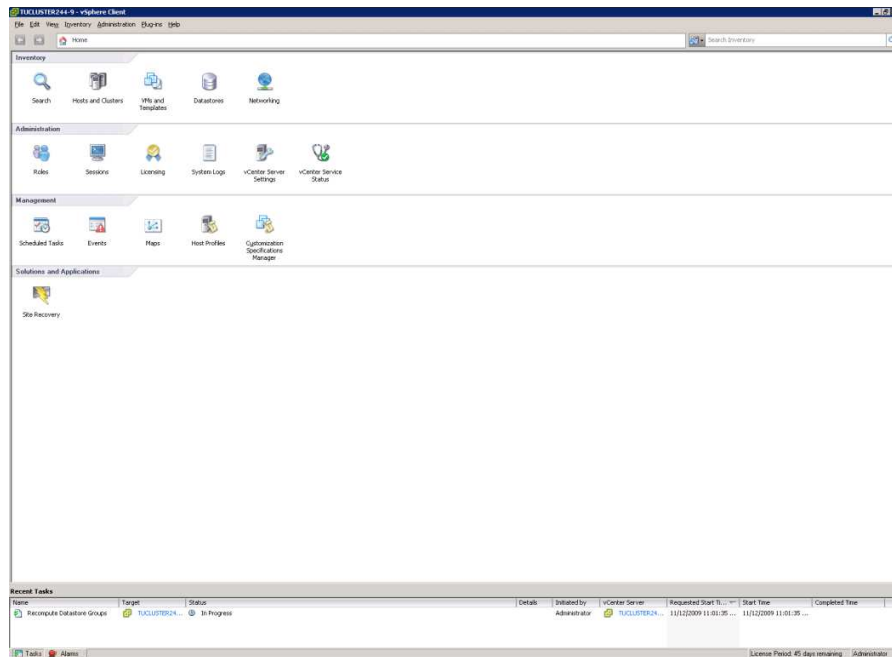 TUCLUSTER244-9 - vSphere Client
File Edit View Inventory Administration Plug-ins Help
Home
Search Inventory
Inventory
Search
Hosts and Clusters
VMs and
Templates
Datastores
Networking
Administration
Roles
Sessions
Licensing
System Logs
vCenter Server
Settings
vCenter Service
Status
Management
Scheduled Tasks
Events
Maps
Host Profiles
Customization
Specifications
Manager
Solutions and Applications
Site Recovery
Recent Tasks
Name Target Status Details Initiated by vCenter Server Requested Start Ti... Start Time Completed Time
Recompute Datastore Groups TUCLUSTER24... In Progress Administrator TUCLUSTER24... 11/12/2009 11:01:35 ... 11/12/2009 11:01:35 ...
Tasks Alarms License Period: 45 days remaining Administrator